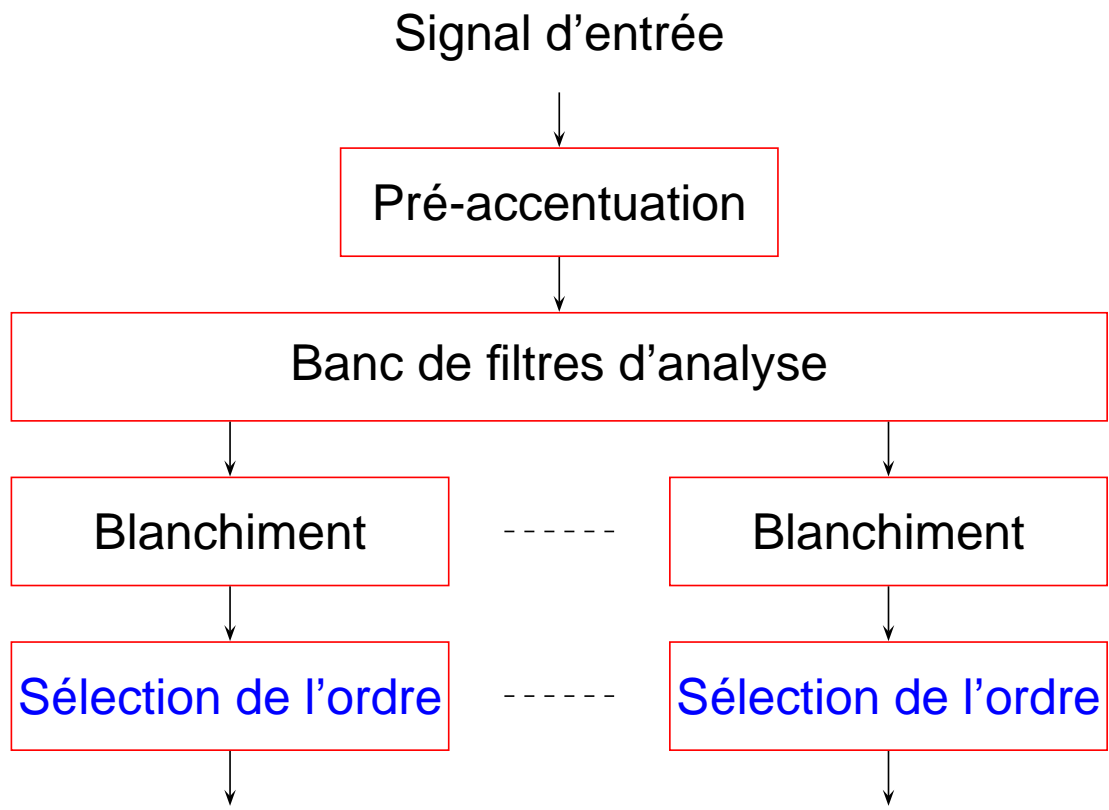 Signal d’entrée
Pré-accentuation
Banc de filtres d’analyse
Blanchiment
Blanchiment
Sélection de l’ordre
Sélection de l’ordre